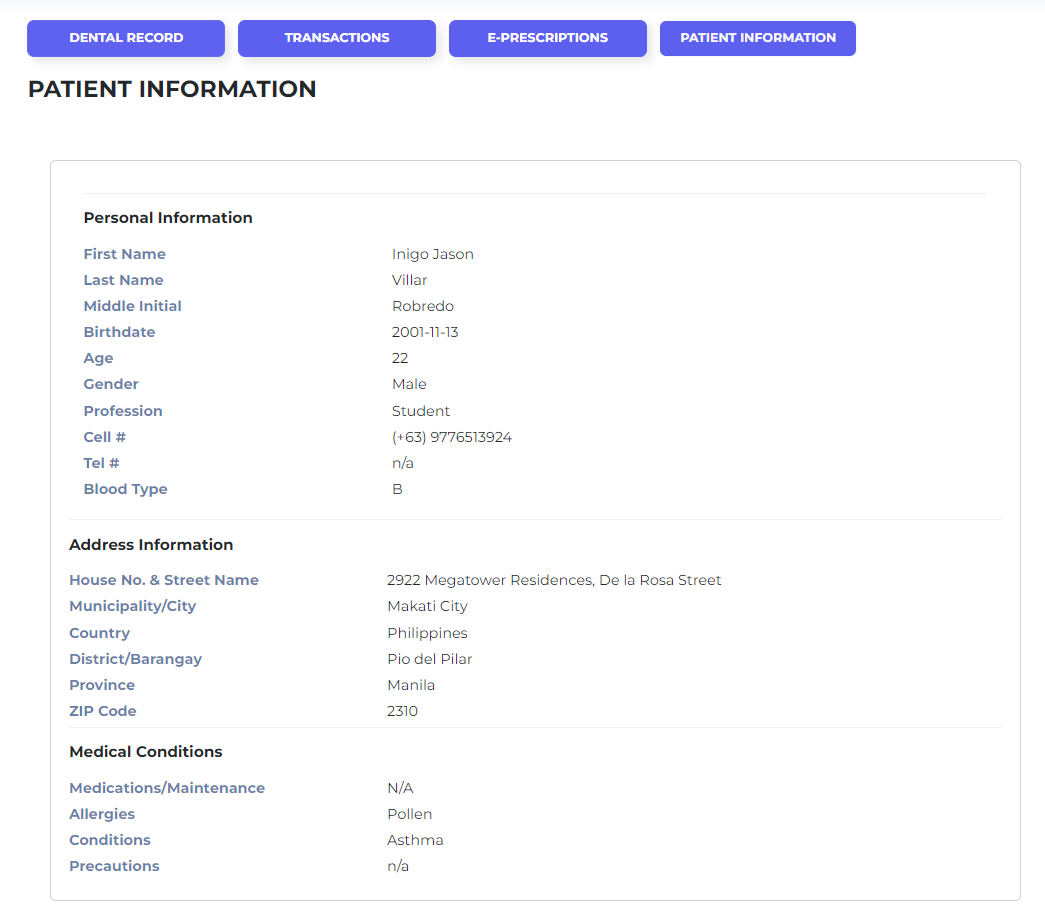 DENTAL RECORD TRANSACTIONS E-PRESCRIPTIONS PATIENT INFORMATION
PATIENT INFORMATION
Personal Information
First Name Inigo Jason
Last Name Villar
Middle Initial Robredo
Birthdate 2001-11-13
Age 22
Gender Male
Profession Student
Cell # (+63) 9776513924
Tel # n/a
Blood Type B
Address Information
House No. & Street Name 2922 Megatower Residences, De la Rosa Street
Municipality/City Makati City
Country Philippines
District/Barangay Pio del Pilar
Province Manila
ZIP Code 2310
Medical Conditions
Medications/Maintenance N/A
Allergies Pollen
Conditions Asthma
Precautions n/a